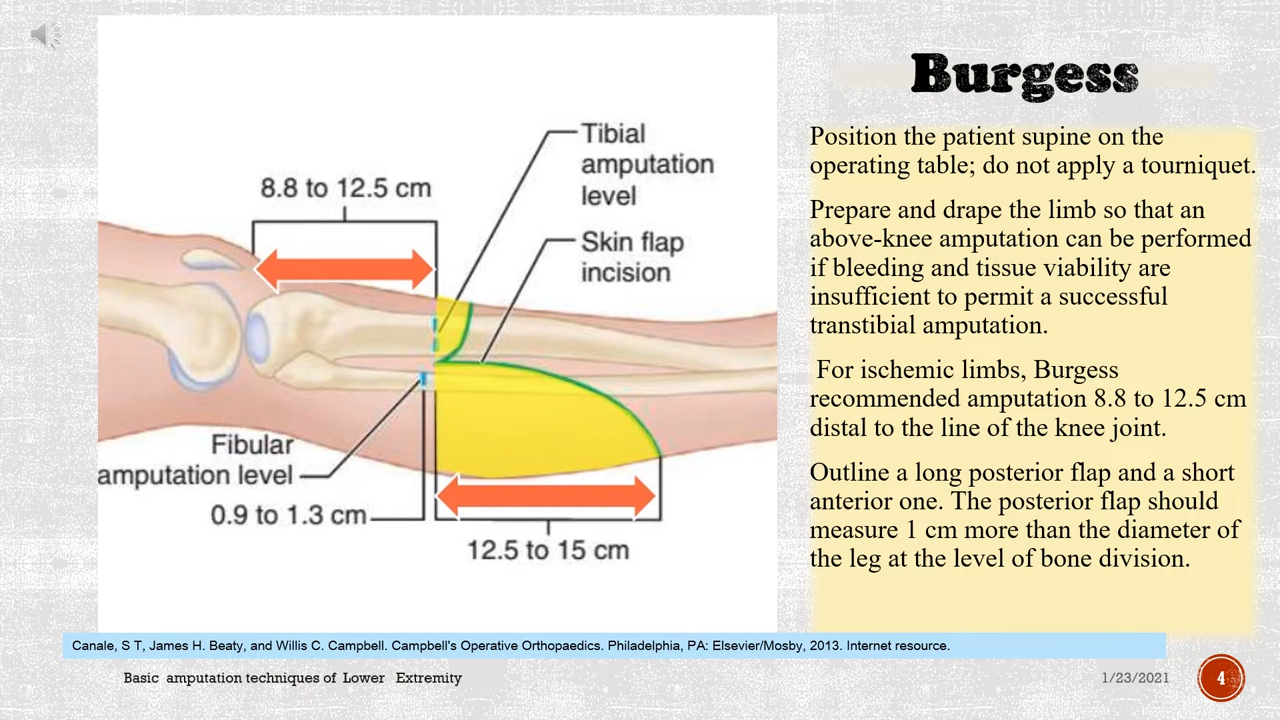 Burgess
8.8 to 12.5 cm
Tibial
amputation
level
Skin flap
incision
Fibular
amputation level
0.9 to 1.3 cm
12.5 to 15 cm
Position the patient supine on the
operating table; do not apply a tourniquet.
Prepare and drape the limb so that an
above-knee amputation can be performed
if bleeding and tissue viability are
insufficient to permit a successful
transtibial amputation.
For ischemic limbs, Burgess
recommended amputation 8.8 to 12.5 cm
distal to the line of the knee joint.
Outline a long posterior flap and a short
anterior one. The posterior flap should
measure 1 cm more than the diameter of
the leg at the level of bone division.
Canale, S T, James H. Beaty, and Willis C. Campbell. Campbell's Operative Orthopaedics. Philadelphia, PA: Elsevier/Mosby, 2013. Internet resource.
Basic amputation techniques of Lower Extremity
1/23/2021
4